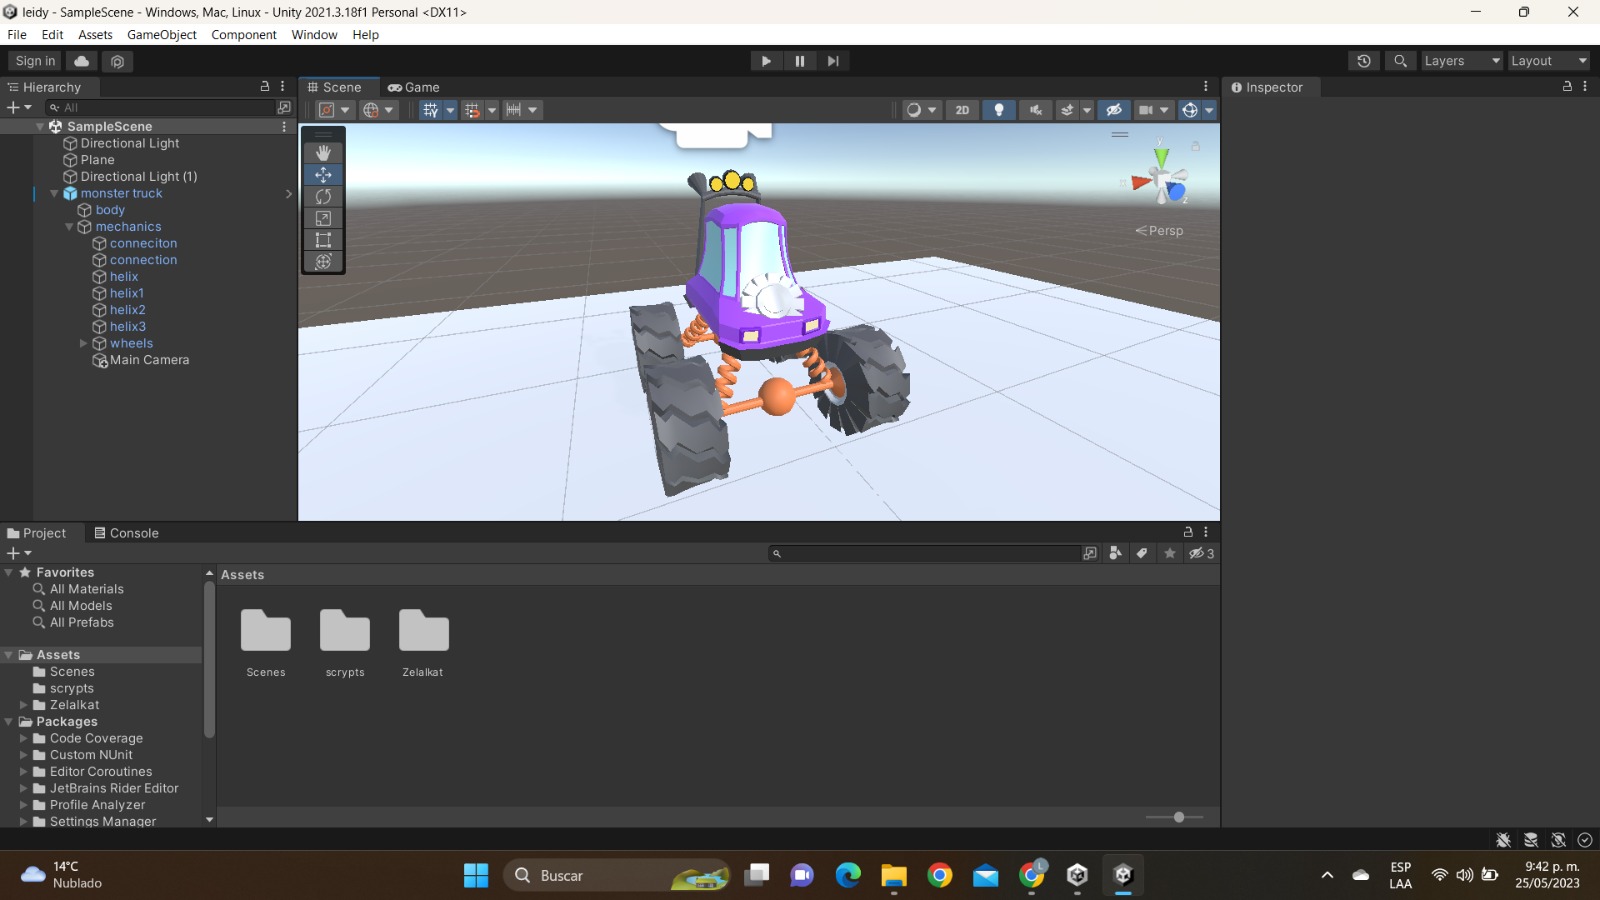 leidy - SampleScene - Windows, Mac, Linux - Unity 2021.3.18f1 Personal <DX11>
File Edit Assets GameObject Component Window Help
Sign in
Layers
Layout
Hierarchy
All
SampleScene
Directional Light
Plane
Directional Light (1)
monster truck
body
mechanics
conneciton
connection
helix
helix1
helix2
helix3
wheels
Main Camera
Scene
Game
2D
y
z
Persp
Inspector
Project
Console
3
Favorites
All Materials
All Models
All Prefabs
Assets
Scenes
scrypts
Zelalkat
Packages
Code Coverage
Custom NUnit
Editor Coroutines
JetBrains Rider Editor
Profile Analyzer
Settings Manager
Assets
Scenes
scrypts
Zelalkat
14°C
Nublado
Buscar
L
ESP
LAA
9:42 p. m.
25/05/2023